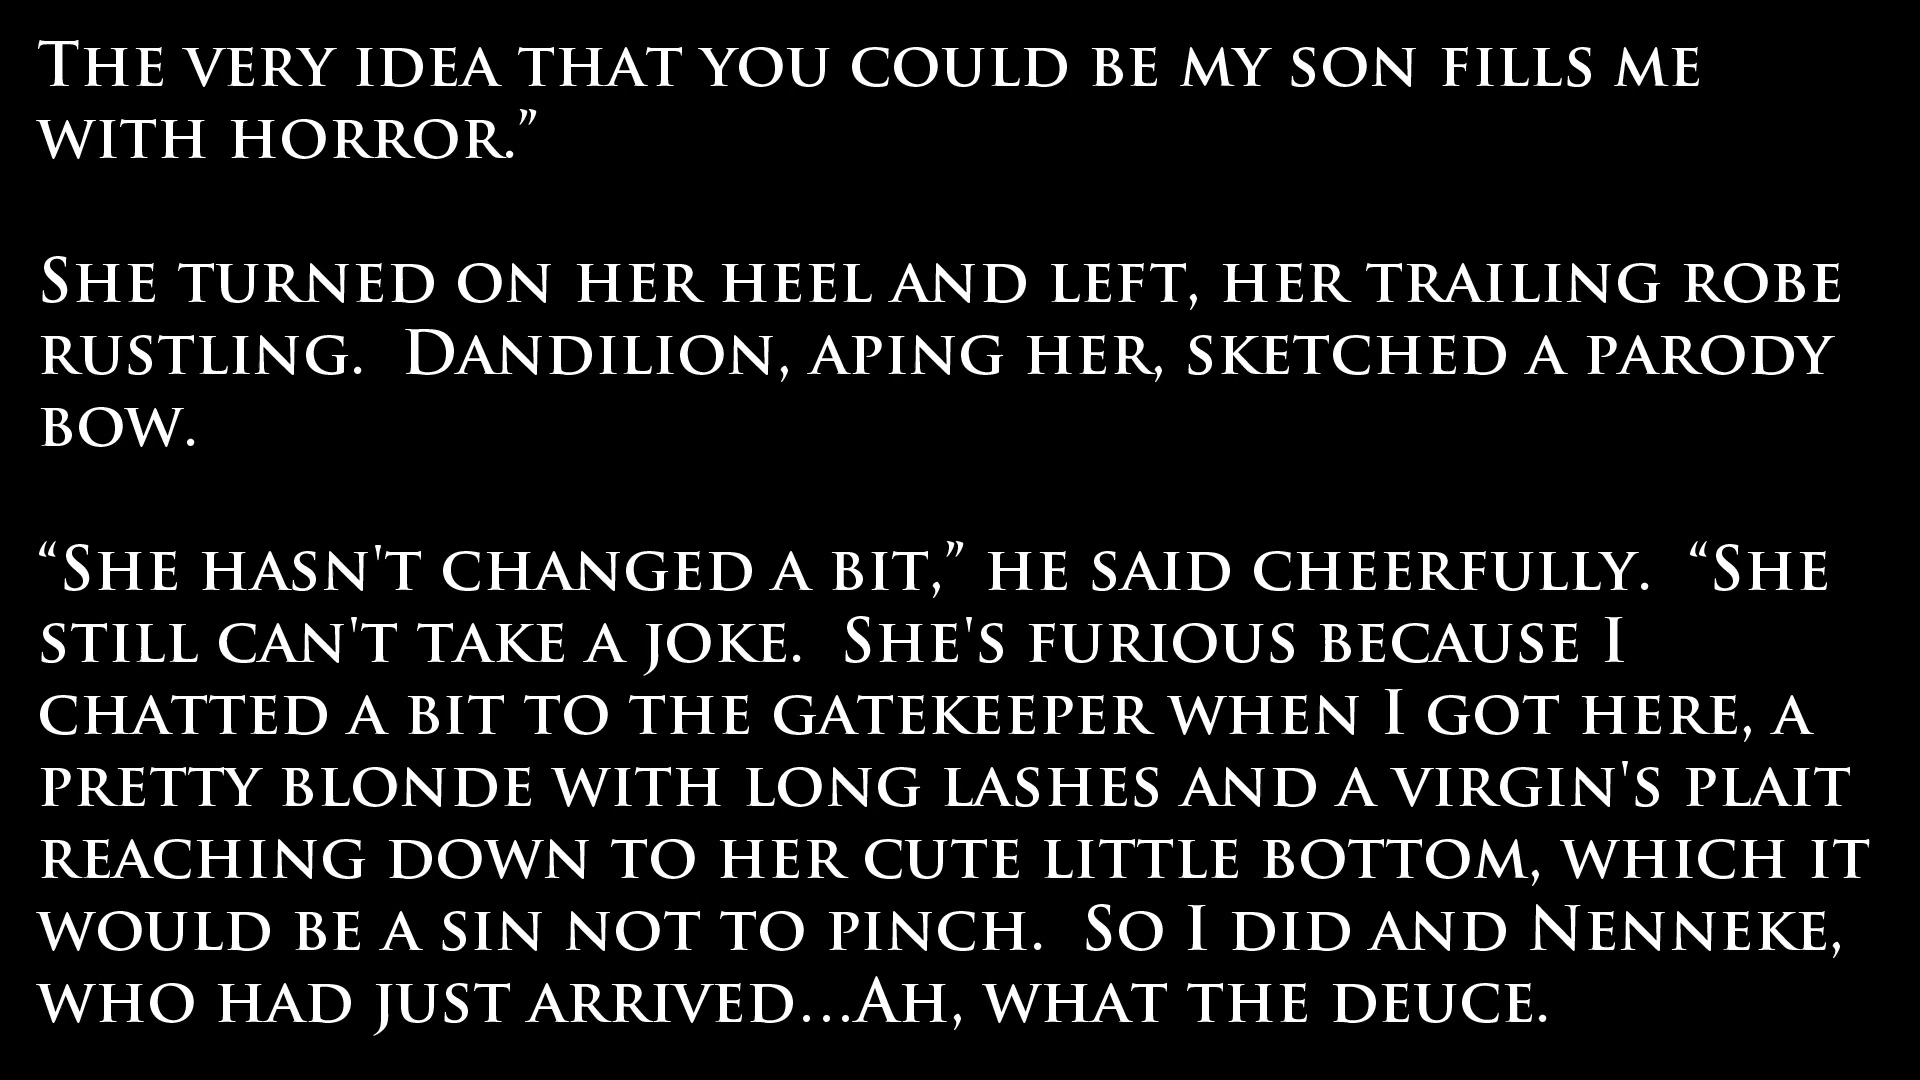 The very idea that you could be my son fills me
with horror.”
She turned on her heel and left, her trailing robe
rustling.  Dandilion, aping her, sketched a parody
bow.
“She hasn't changed a bit,” he said cheerfully.  “She
still can't take a joke.  She's furious because I
chatted a bit to the gatekeeper when I got here, a
pretty blonde with long lashes and a virgin's plait
reaching down to her cute little bottom, which it
would be a sin not to pinch.  So I did and Nenneke,
who had just arrived…Ah, what the deuce.